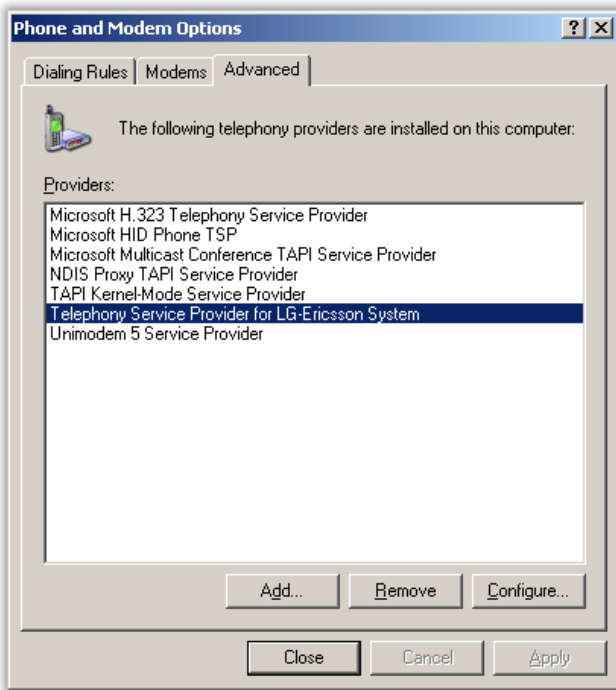 Phone and Modem Options
Dialing Rules Modems Advanced
The following telephony providers are installed on this computer:
Providers:
Microsoft H.323 Telephony Service Provider
Microsoft HID Phone TSP
Microsoft Multicast Conference TAPI Service Provider
NDIS Proxy TAPI Service Provider
TAPI Kernel-Mode Service Provider
Telephony Service Provider for LG-Ericsson System
Unimodem 5 Service Provider
Add... Remove Configure...
Close Cancel Apply